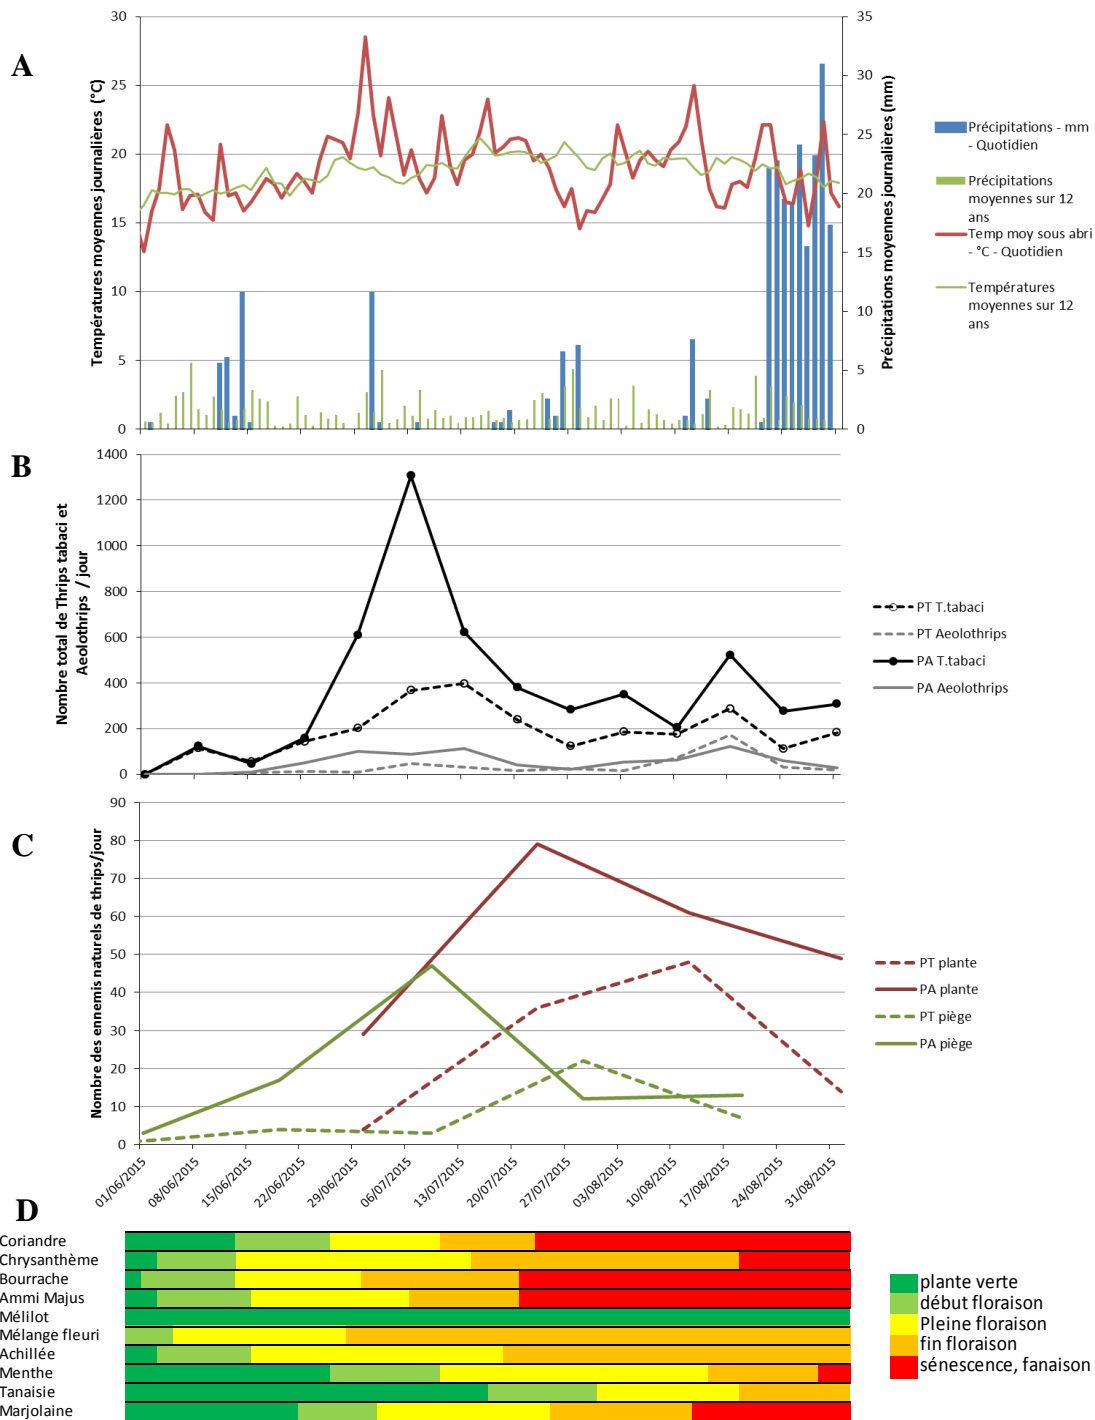 A
Températures moyennes journalières (°C)
30
25
20
15
10
5
0
35
30
25
20
15
10
5
0
Précipitations moyennes journalières (mm)
Précipitations - mm
- Quotidien
Précipitations
moyennes sur 12
ans
Temp moy sous abri
- °C - Quotidien
Températures
moyennes sur 12
ans
B
Nombre total de Thrips tabaci et
Aeolothrips / jour
1400
1200
1000
800
600
400
200
0
PT T.tabaci
PT Aeolothrips
PA T.tabaci
PA Aeolothrips
C
Nombre des ennemis naturels de thrips/jour
90
80
70
60
50
40
30
20
10
0
PT plante
PA plante
PT piège
PA piège
01/06/2015
08/06/2015
15/06/2015
22/06/2015
29/06/2015
06/07/2015
13/07/2015
20/07/2015
27/07/2015
03/08/2015
10/08/2015
17/08/2015
24/08/2015
31/08/2015
D
Coriandre
Chrysanthème
Bourrache
Ammi Majus
Mélilot
Mélange fleuri
Achillée
Menthe
Tanaisie
Marjolaine
plante verte
début floraison
Pleine floraison
fin floraison
sénescence, fanaison